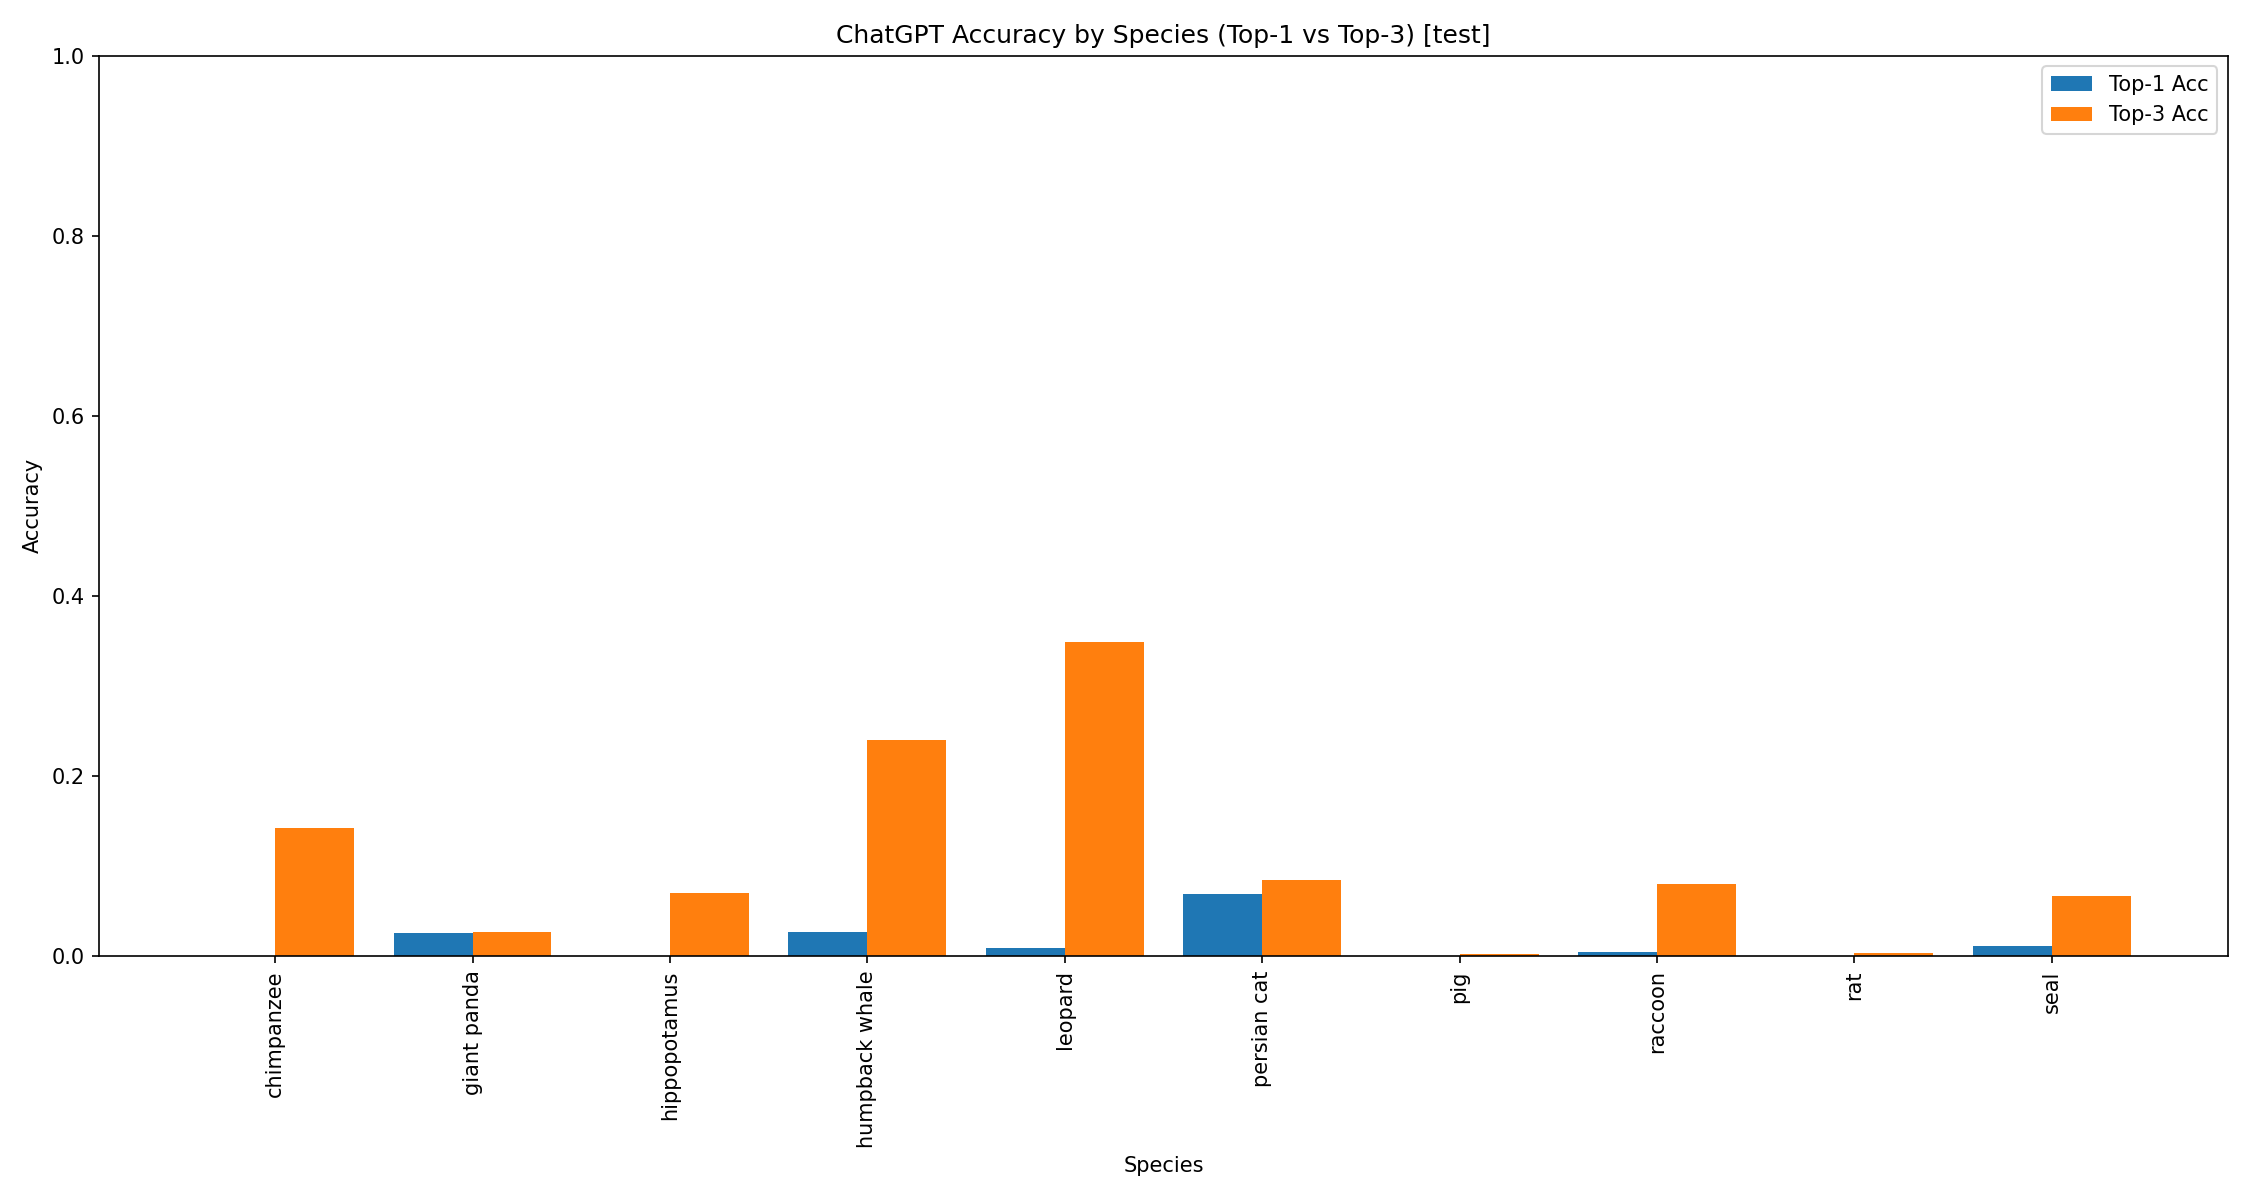 ChatGPT Accuracy by Species (Top-1 vs Top-3) [test]
Top-1 Acc
Top-3 Acc
Accuracy
1.0
0.8
0.6
0.4
0.2
0.0
chimpanzee
giant panda
hippopotamus
humpback whale
leopard
persian cat
pig
raccoon
rat
seal
Species